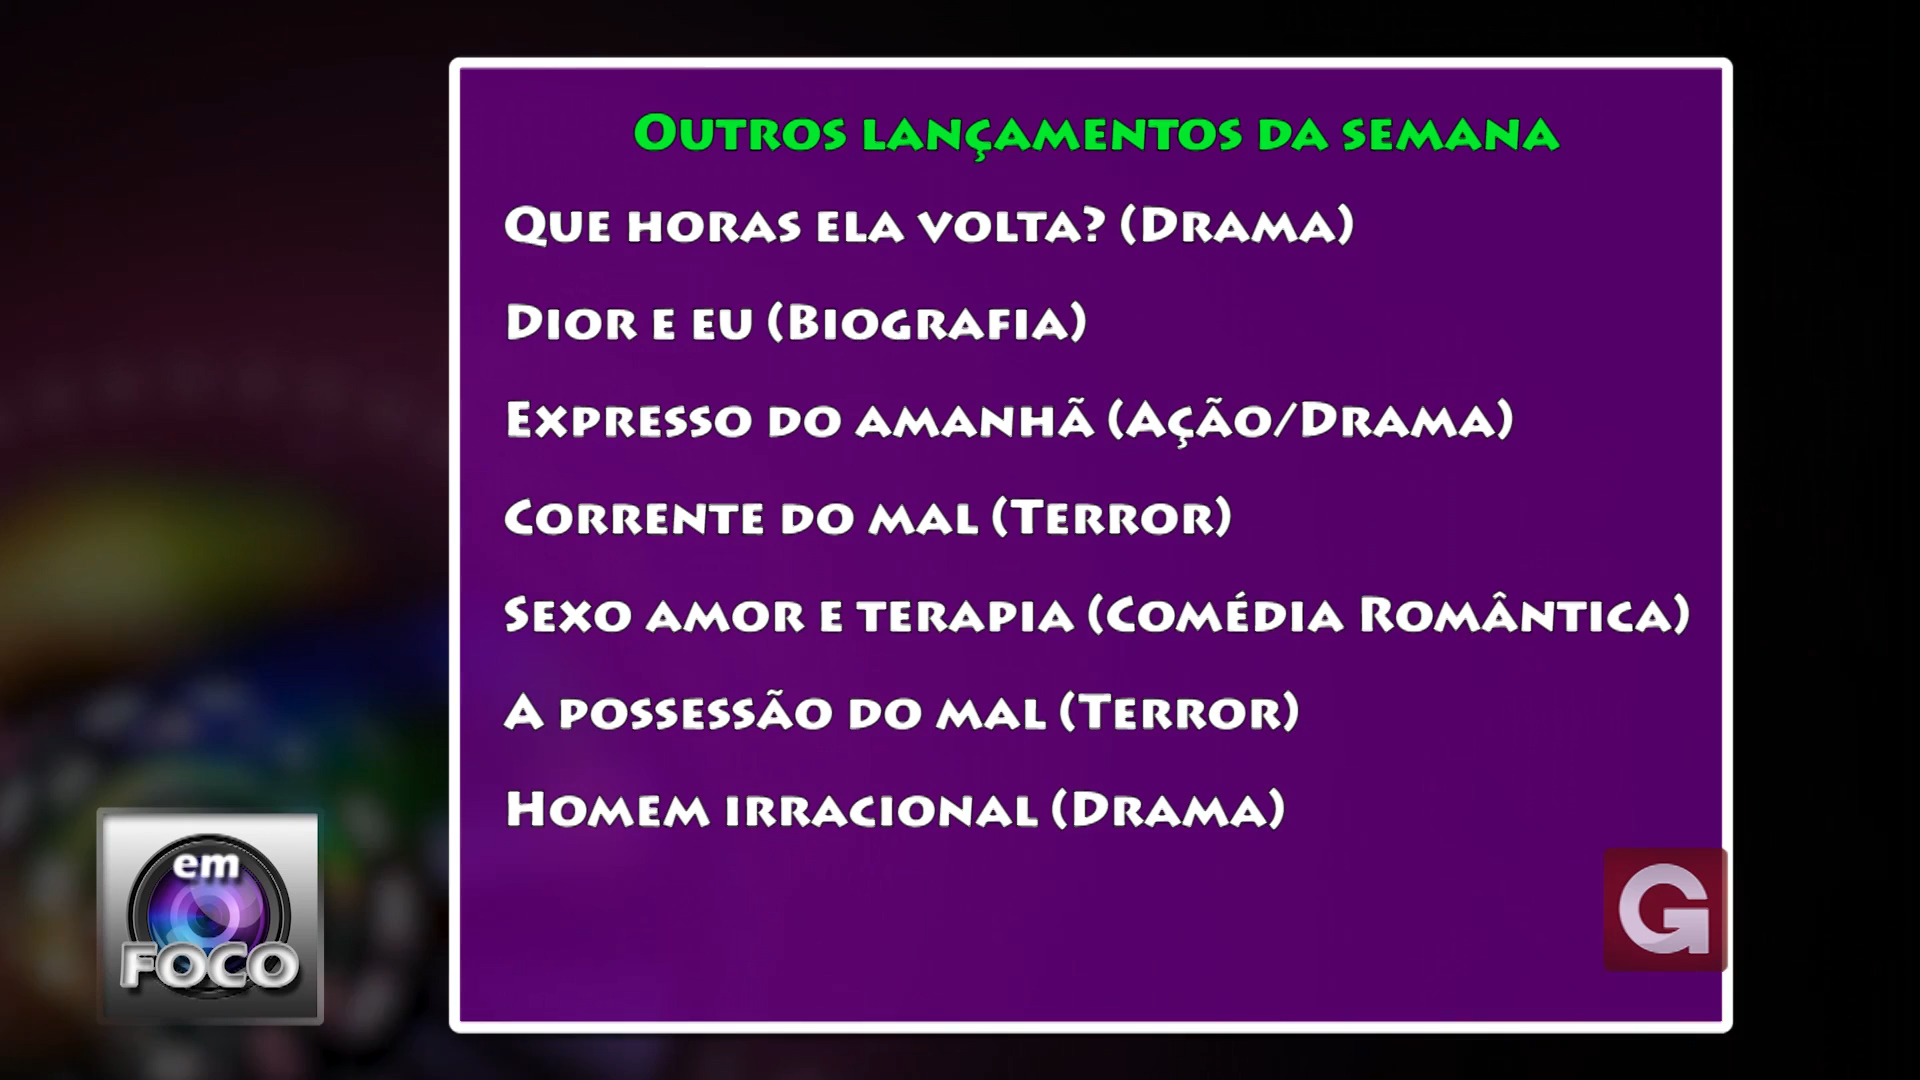 Outros lançamentos da semana
Que horas ela volta? (Drama)
Dior e eu (Biografia)
Expresso do amanhã (Ação/Drama)
Corrente do mal (Terror)
Sexo amor e terapia (Comédia Romântica)
A possessão do mal (Terror)
Homem irracional (Drama)
em
FOCO
G